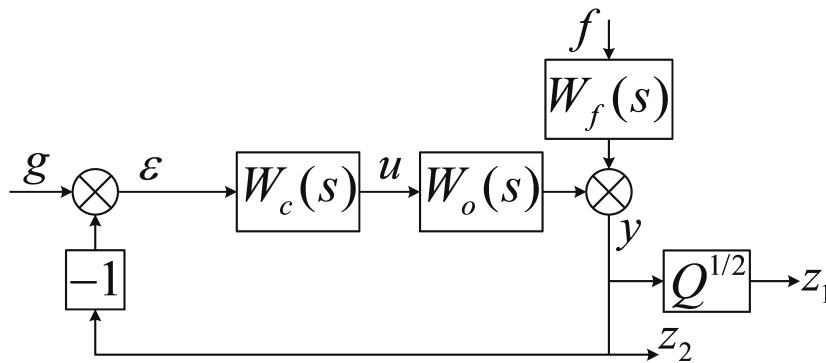 f
W_f(s)
g
ε
W_c(s)
u
W_o(s)
y
-1
Q^{1/2}
z_1
z_2